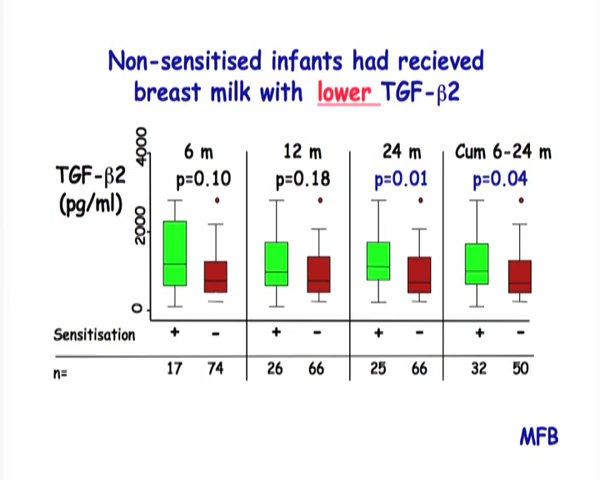 Non-sensitised infants had recieved
breast milk with lower TGF-β2
TGF-β2
(pg/ml)
4000
2000
0
6 m
p=0.10
12 m
p=0.18
24 m
p=0.01
Cum 6-24 m
p=0.04
Sensitisation + - + - + - + -
n= 17 74 26 66 25 66 32 50
MFB